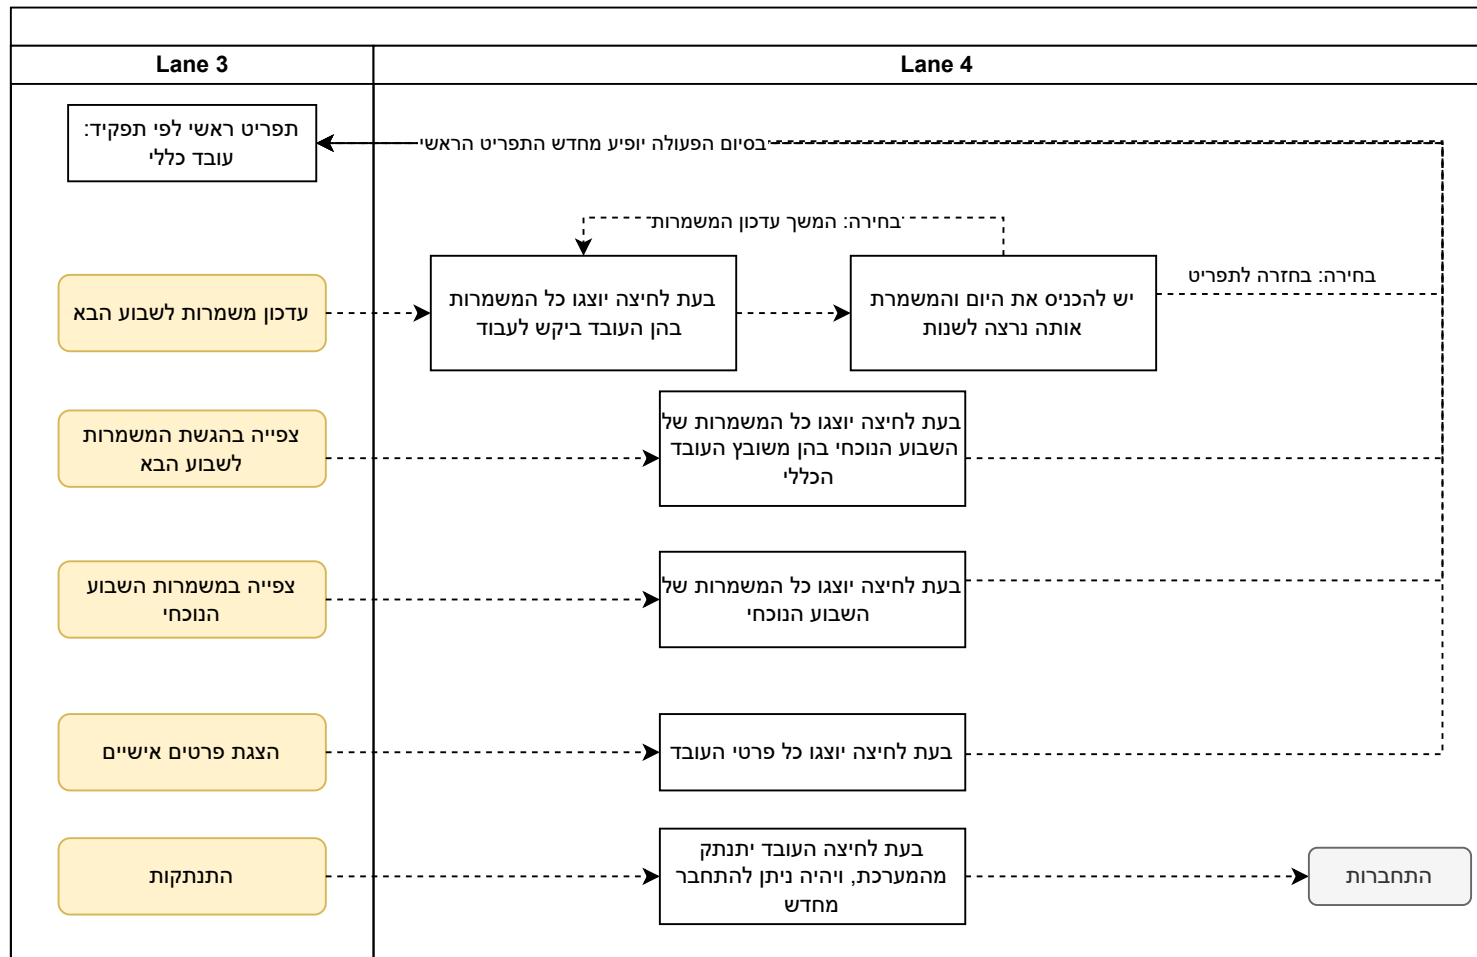 Lane 3
Lane 4
תפריט ראשי לפי תפקיד:
עובד כללי
בסיום הפעולה יופיע מחדש התפריט הראשי
בחירה: המשך עדכון המשמרות
עדכון משמרות לשבוע הבא
בעת לחיצה יוצגו כל המשמרות
בהן העובד ביקש לעבוד
יש להכניס את היום והמשמרת
אותה נרצה לשנות
בחירה: בחזרה לתפריט
צפייה בהגשת המשמרות
לשבוע הבא
בעת לחיצה יוצגו כל המשמרות של
השבוע הנוכחי בהן משובץ העובד
הכללי
צפייה במשמרות השבוע
הנוכחי
בעת לחיצה יוצגו כל המשמרות של
השבוע הנוכחי
הצגת פרטים אישיים
בעת לחיצה יוצגו כל פרטי העובד
התנתקות
בעת לחיצה העובד יתנתק
מהמערכת, ויהיה ניתן להתחבר
מחדש
התחברות